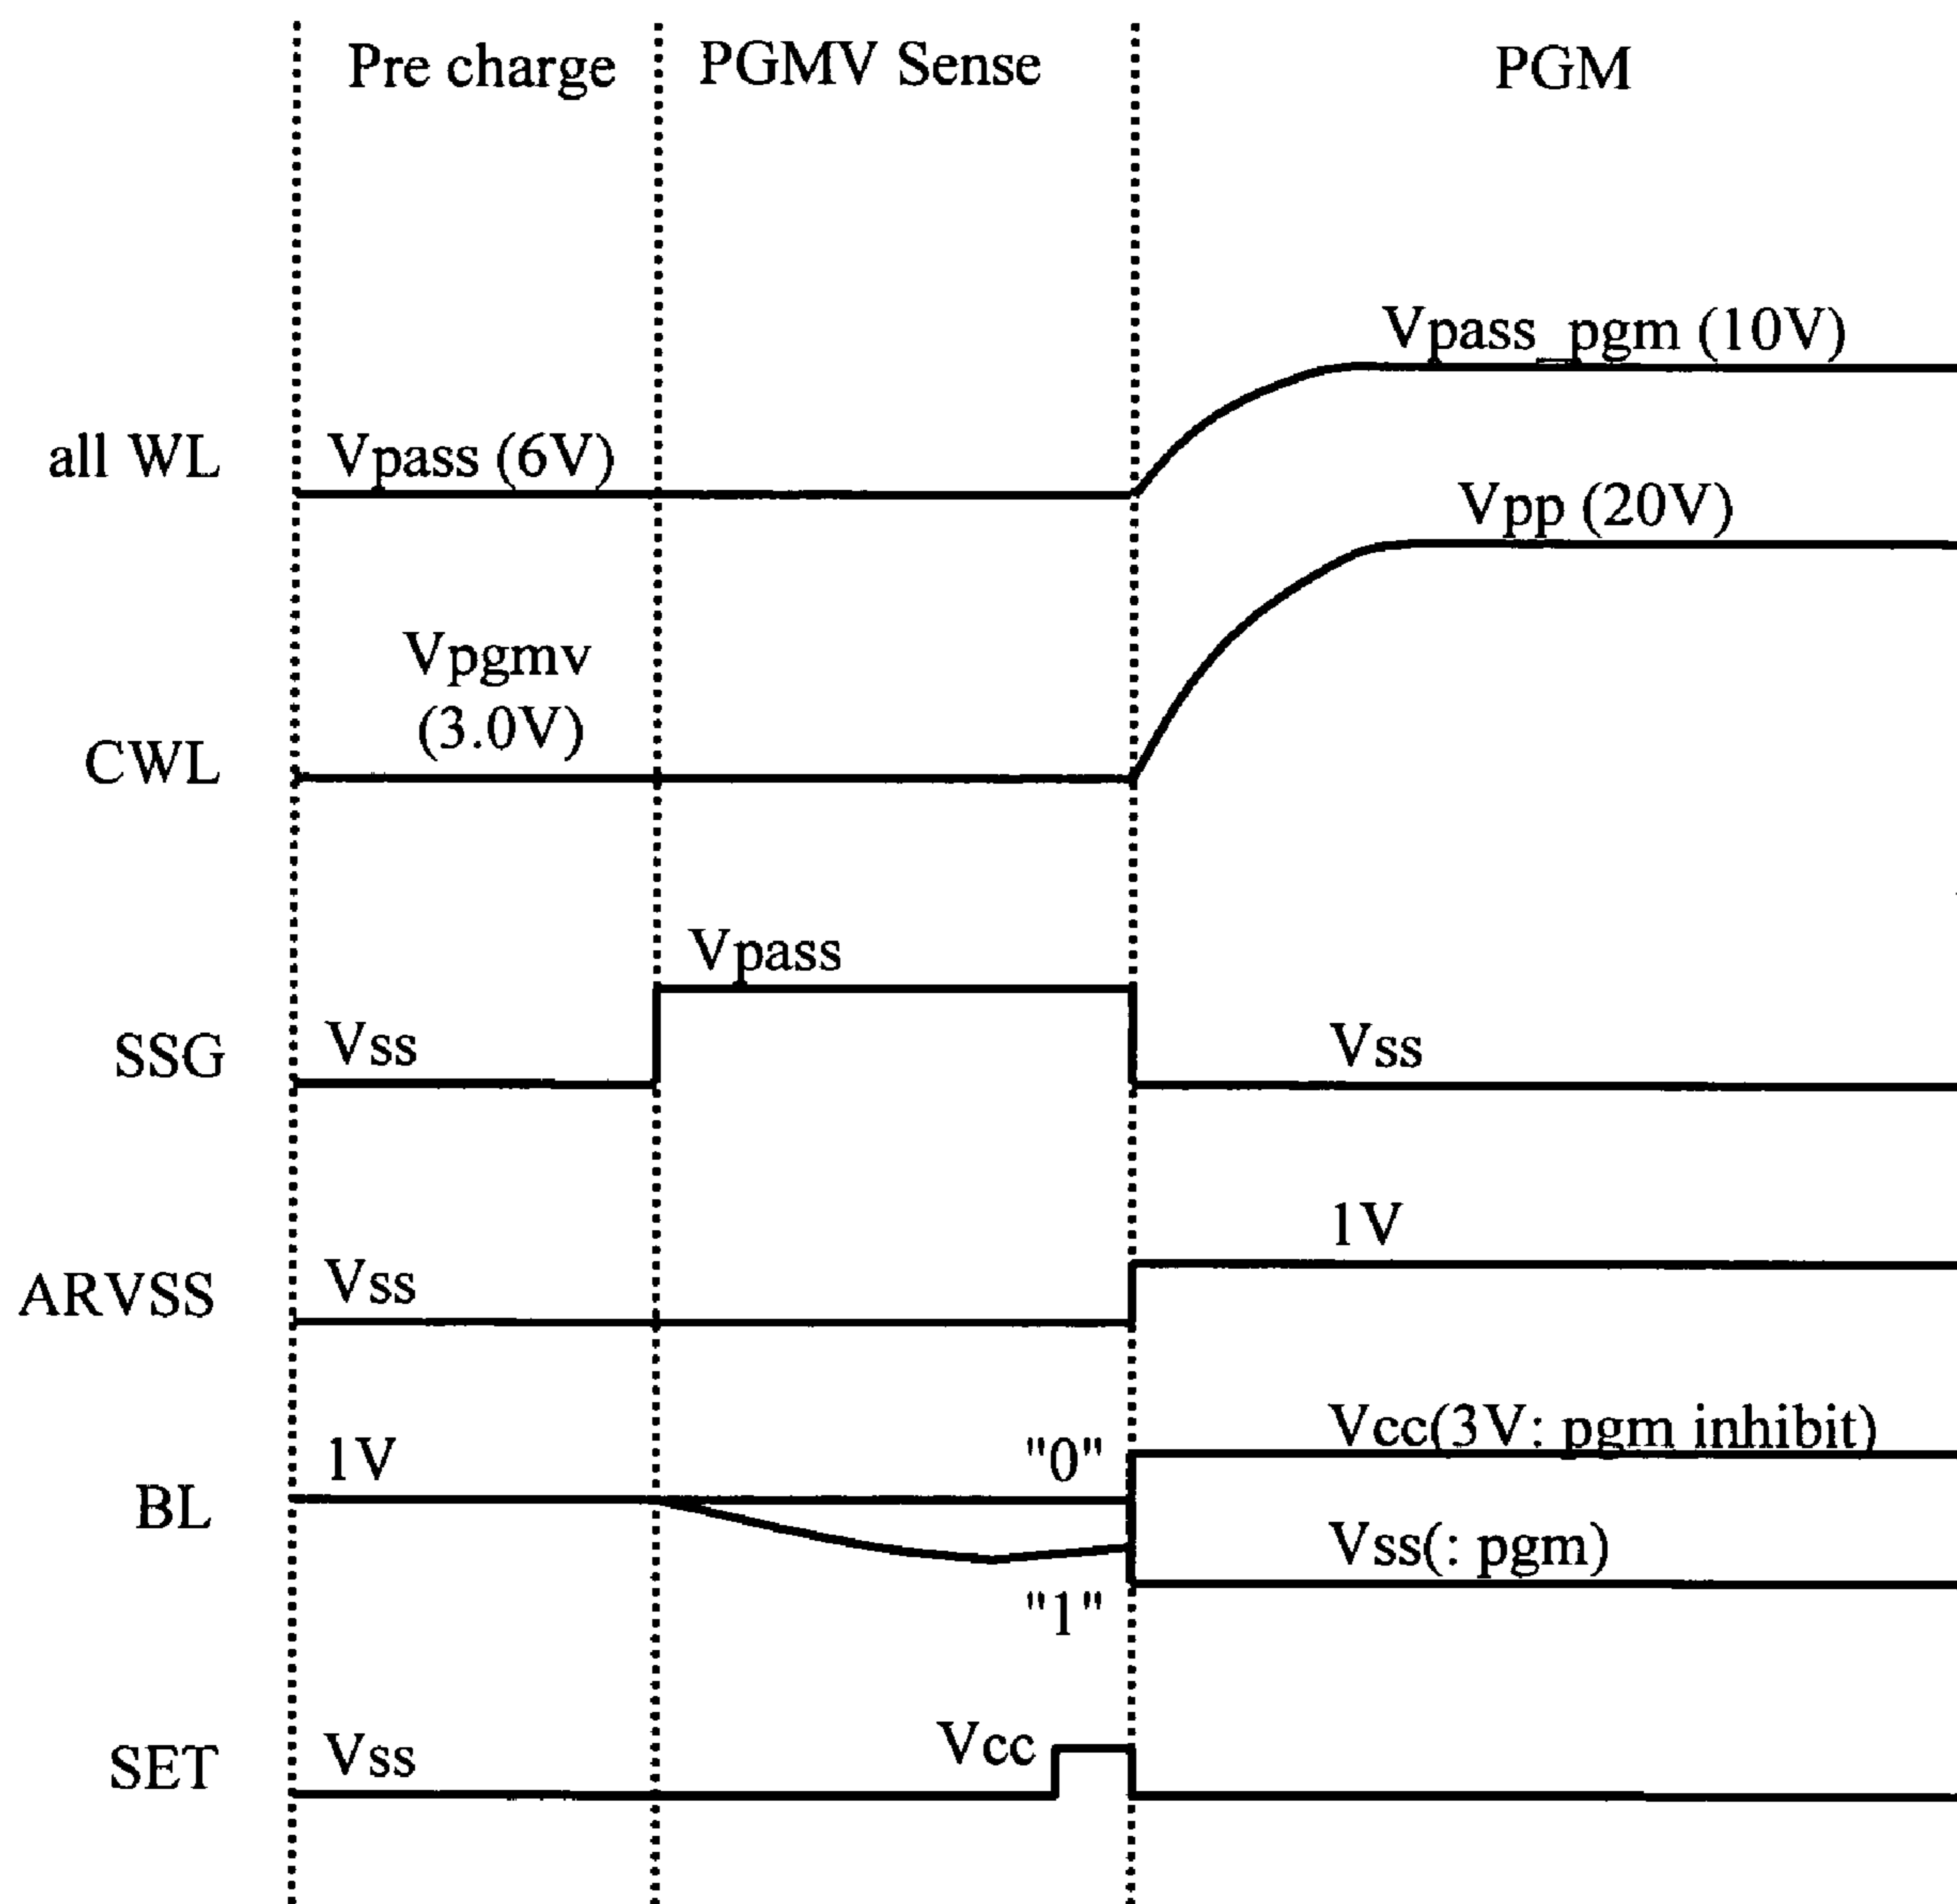 Pre charge
PGMV Sense
PGM
Vpass_pgm (10V)
all WL
Vpass (6V)
Vpp (20V)
Vpgmv
(3.0V)
CWL
Vpass
SSG
Vss
Vss
1V
ARVSS
Vss
Vcc(3V: pgm inhibit)
1V
"0"
BL
Vss(: pgm)
"1"
Vcc
SET
Vss